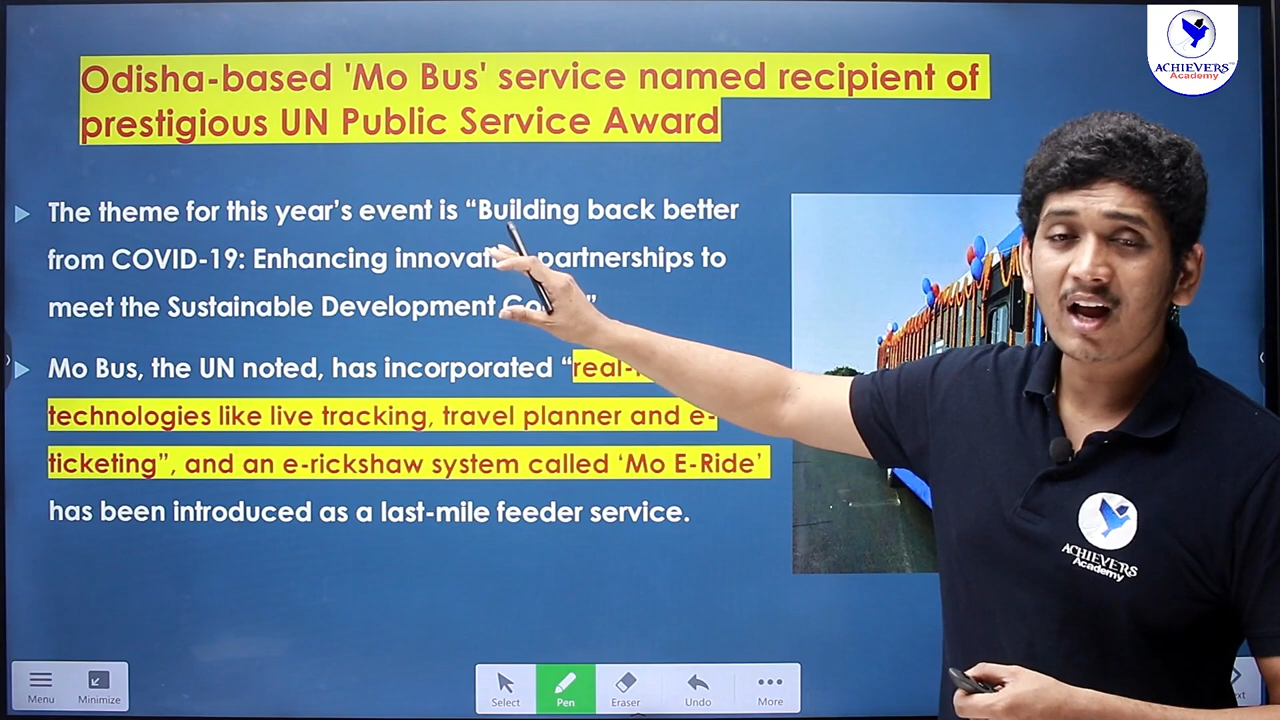 Odisha-based 'Mo Bus' service named recipient of
prestigious UN Public Service Award
The theme for this year's event is “Building back better
from COVID-19: Enhancing partnerships to
meet the Sustainable Development
Mo Bus, the UN noted, has incorporated “
technologies like live tracking, travel planner and e-
ticketing”, and an e-rickshaw system called ‘Mo E-Ride’
has been introduced as a last-mile feeder service.
ACHIEVERS
Academy
ACHIEVERS
Academy
Menu
Minimize
Select
Pen
Eraser
Undo
More